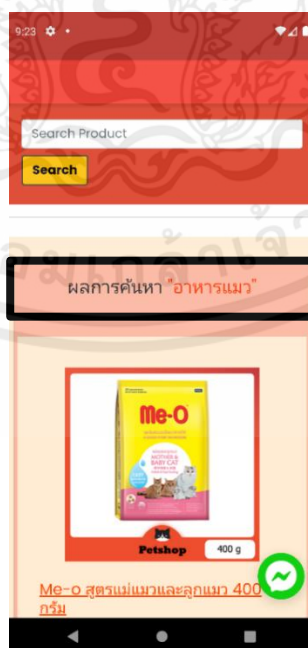 9:23
Search Product
Search
ผลการค้นหา "อาหารแมว"
Me-O
MOTHER &
BABY CAT
Petshop
400 g
Me-o สูตรแม่แมวและลูกแมว 400
กรัม